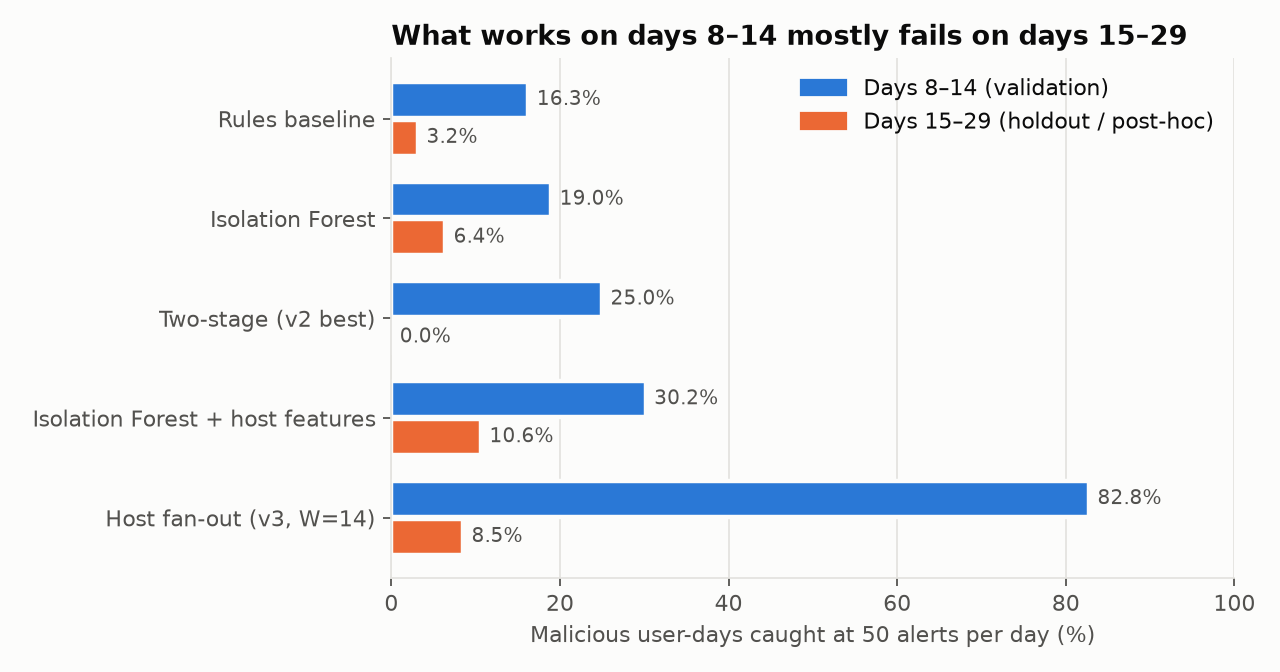 What works on days 8–14 mostly fails on days 15–29
Days 8–14 (validation)
Days 15–29 (holdout / post-hoc)
Rules baseline
16.3%
3.2%
Isolation Forest
19.0%
6.4%
Two-stage (v2 best)
25.0%
0.0%
Isolation Forest + host features
30.2%
10.6%
Host fan-out (v3, W=14)
82.8%
8.5%
0 20 40 60 80 100
Malicious user-days caught at 50 alerts per day (%)